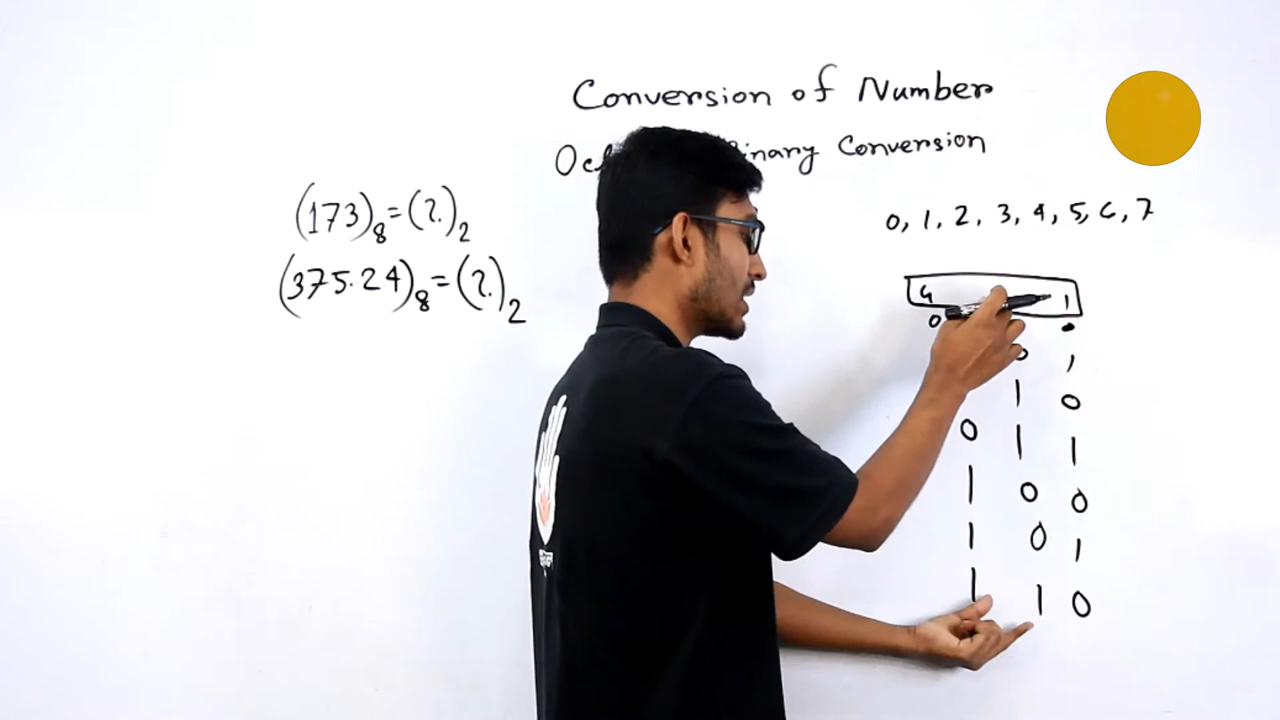 Conversion of Number
Binary Conversion
(173)8=(?.)2
(375.24)8=(?.)2
0, 1, 2, 3, 4, 5, 6, 7
4 1
0
0 1
1 0
0 1 1
1 0 0
1 0 1
1 1 0